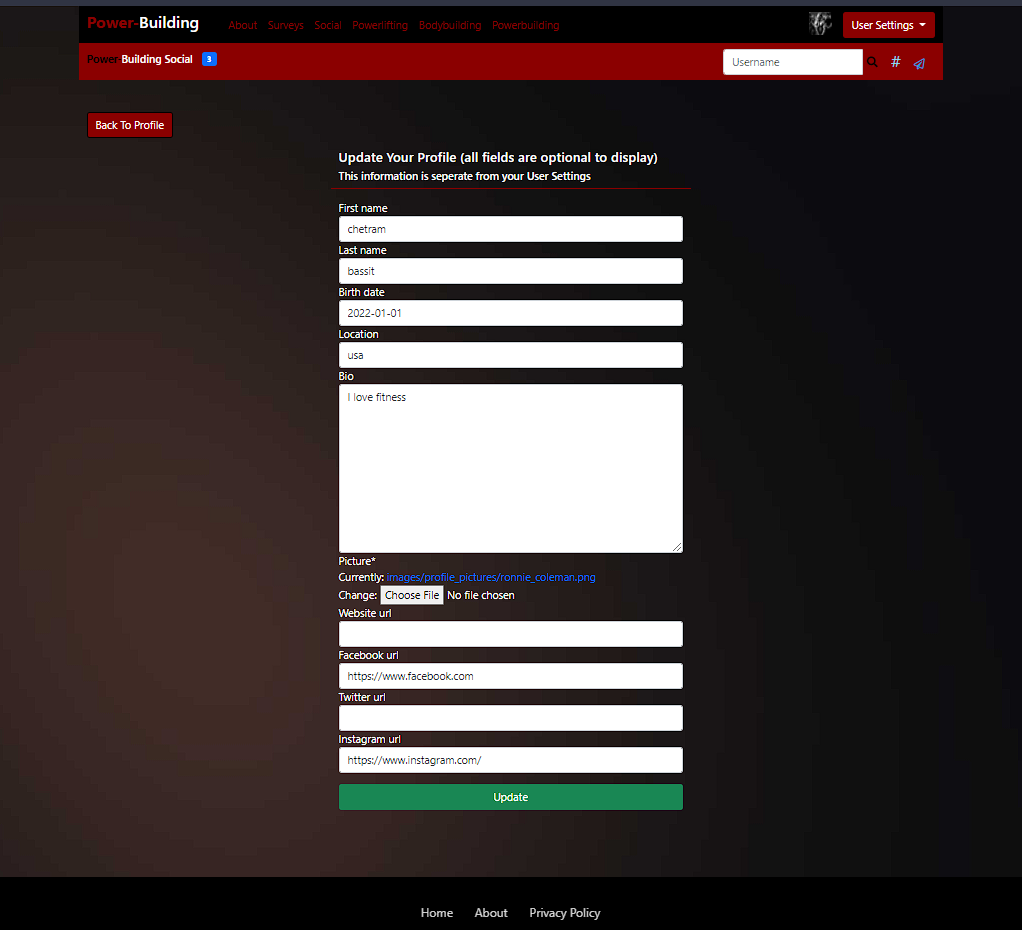 Power-Building About Surveys Social Powerlifting Bodybuilding Powerbuilding User Settings
Power Building Social 3 Username #
Back To Profile
Update Your Profile (all fields are optional to display)
This information is seperate from your User Settings
First name
chetram
Last name
bassit
Birth date
2022-01-01
Location
usa
Bio
I love fitness
Picture*
Currently: images/profile_pictures/ronnie_coleman.png
Change: Choose File No file chosen
Website url
Facebook url
https://www.facebook.com
Twitter url
Instagram url
https://www.instagram.com/
Update
Home About Privacy Policy